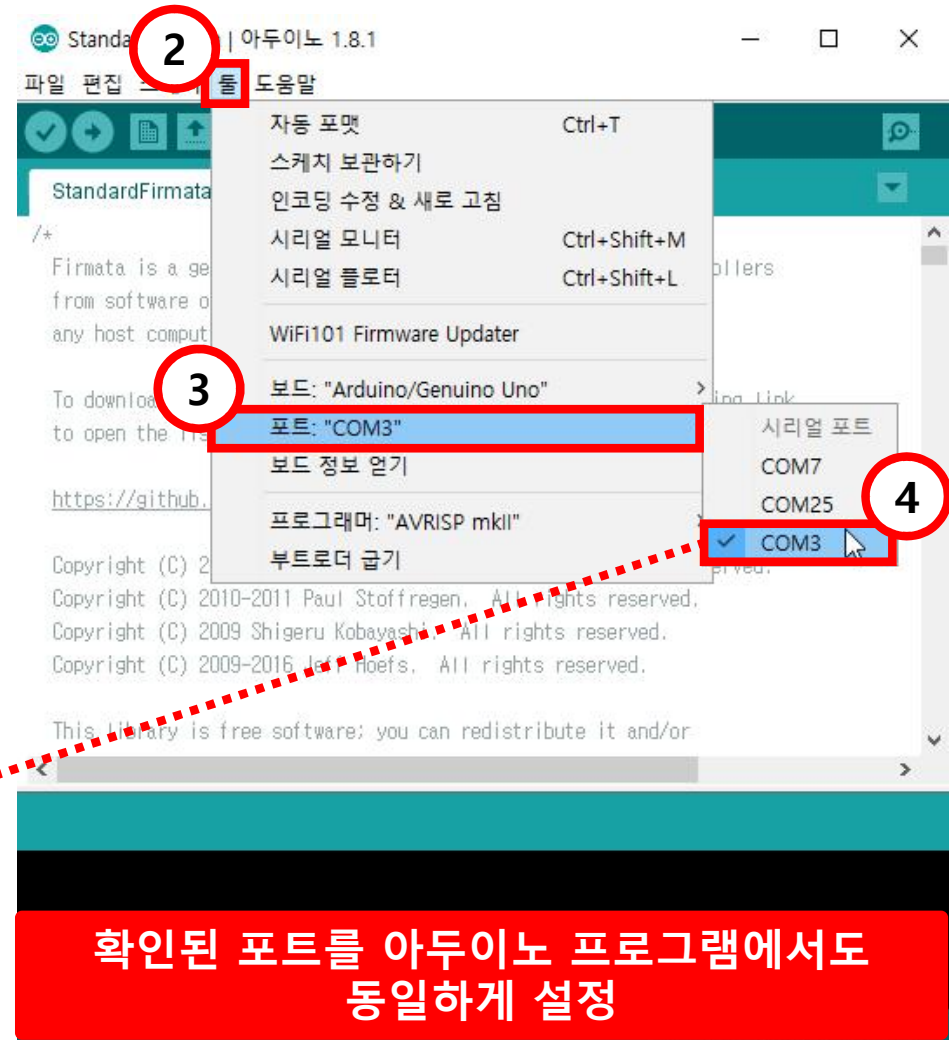 Standa | 아두이노 1.8.1
2
파일 편집 툴 도움말
자동 포맷 Ctrl+T
스케치 보관하기
StandardFirmata
인코딩 수정 & 새로 고침
/*
시리얼 모니터 Ctrl+Shift+M
Firmata is a ge ollers
시리얼 플로터 Ctrl+Shift+L
from software o
any host comput
WiFi101 Firmware Updater
3
보드: "Arduino/Genuino Uno"
To downloa ing link
포트: "COM3"
시리얼 포트
to open the
보드 정보 얻기
COM7
https://github.
COM25
4
프로그래머: "AVRISP mkII"
COM3
부트로더 굽기
Copyright (C) 2 erved.
Copyright (C) 2010-2011 Paul Stoffregen. All rights reserved.
Copyright (C) 2009 Shigeru Kobayashi. All rights reserved.
Copyright (C) 2009-2016 Jeff Hoefs. All rights reserved.
This library is free software; you can redistribute it and/or
확인된 포트를 아두이노 프로그램에서도
동일하게 설정